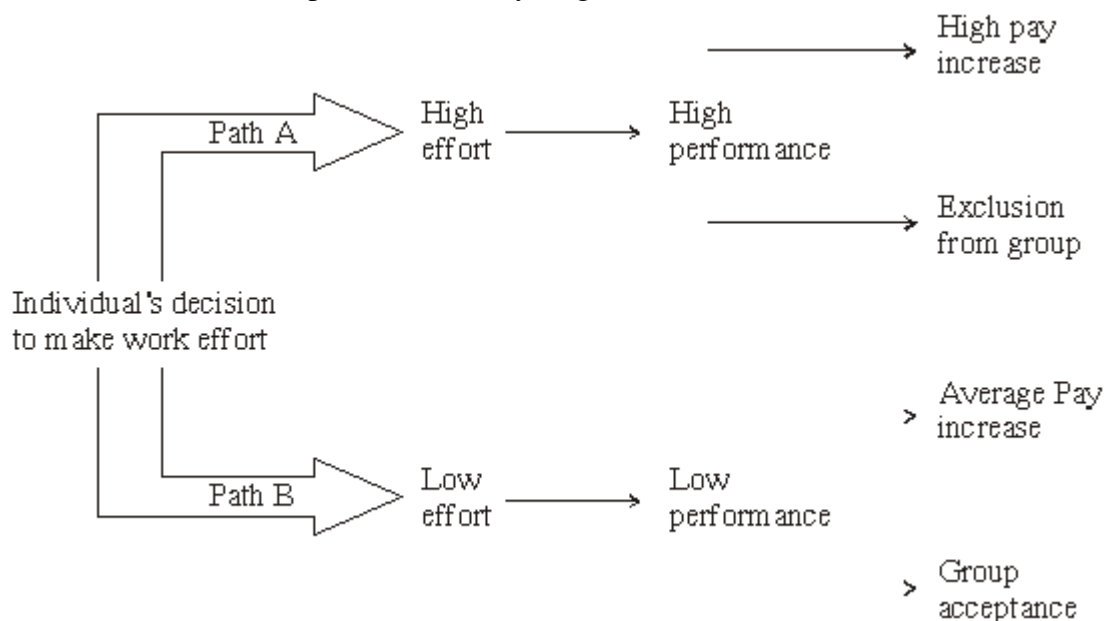 High pay
increase
Path A
High
effort
High
performance
Exclusion
from group
Individual's decision
to make work effort
Average Pay
increase
Path B
Low
effort
Low
performance
Group
acceptance